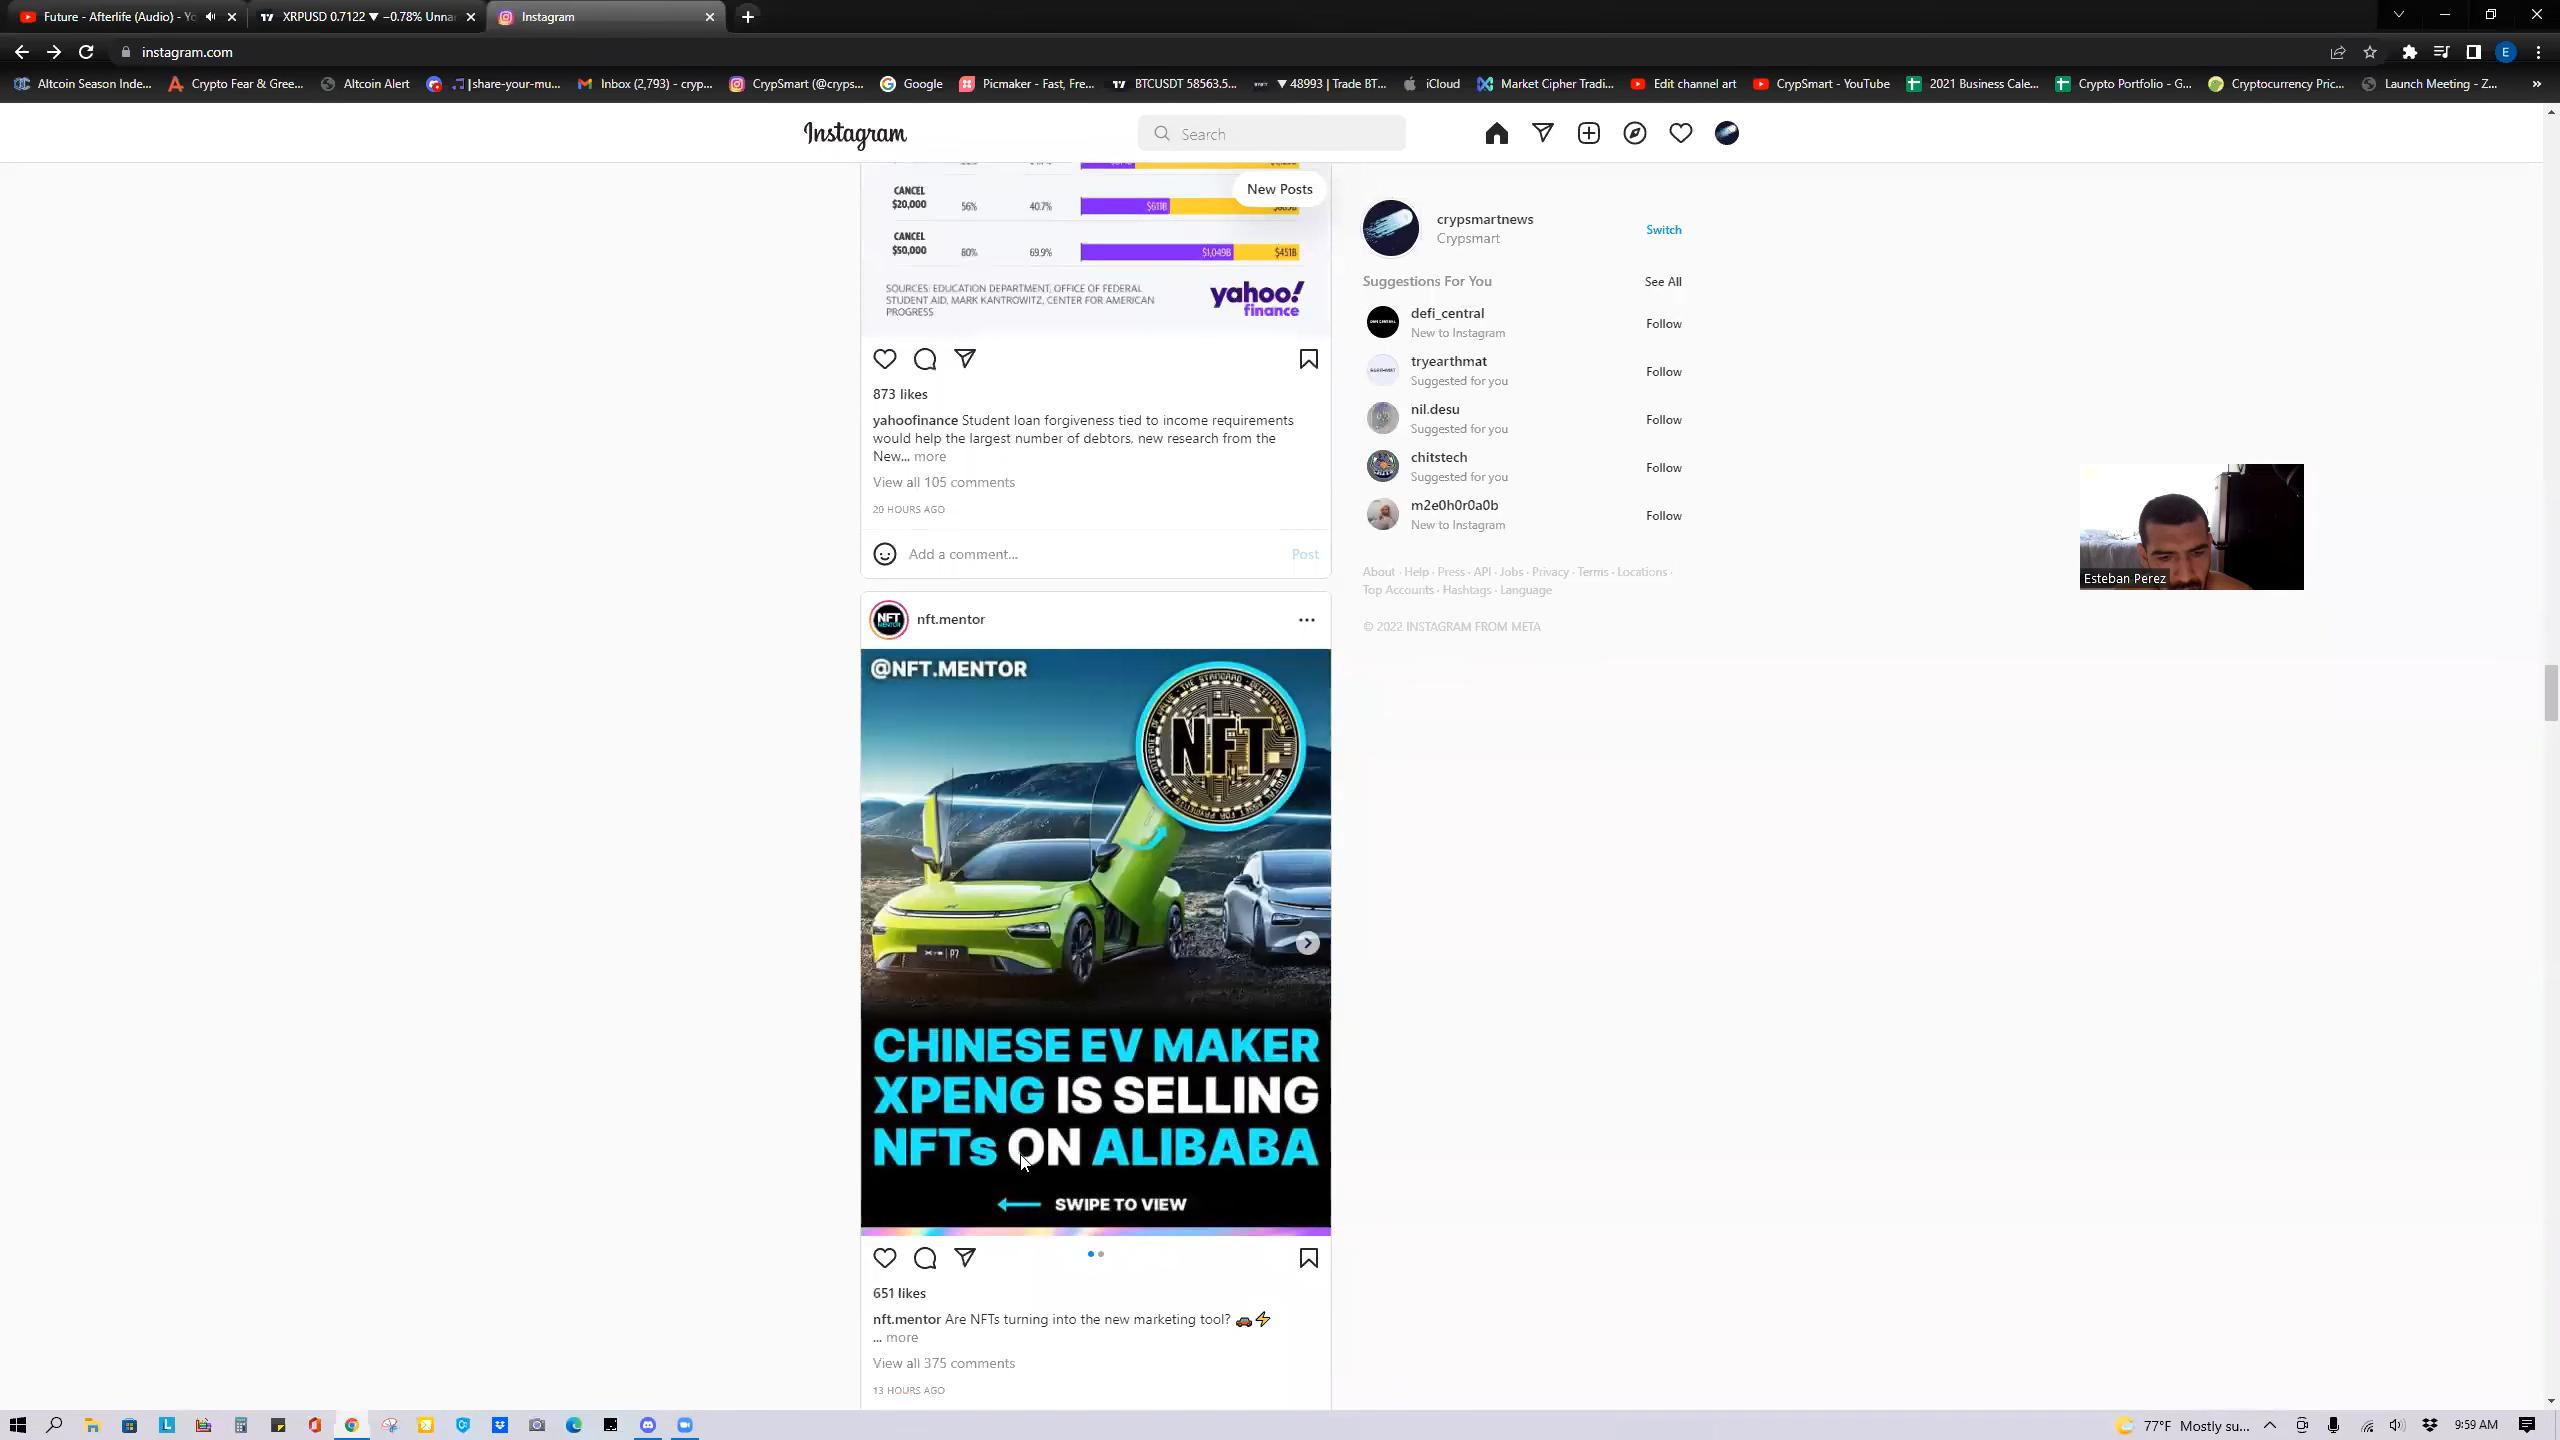 Future - Afterlife (Audio) - Yo
XRPUSD 0.7122 ▼ −0.78% Unna
Instagram
instagram.com
Altcoin Season Inde...
Crypto Fear & Gree...
Altcoin Alert
🎵|share-your-mu...
Inbox (2,793) - cryp...
CrypSmart (@cryps...
Google
Picmaker - Fast, Fre...
BTCUSDT 58563.5...
▼ 48993 | Trade BT...
iCloud
Market Cipher Tradi...
Edit channel art
CrypSmart - YouTube
2021 Business Cale...
Crypto Portfolio - G...
Cryptocurrency Pric...
Launch Meeting - Z...
»
E
Instagram
Search
New Posts
CANCEL
$20,000
56%
40.7%
$611B
CANCEL
$50,000
80%
69.9%
$1,049B
$451B
SOURCES: EDUCATION DEPARTMENT, OFFICE OF FEDERAL
STUDENT AID, MARK KANTROWITZ, CENTER FOR AMERICAN
PROGRESS
yahoo!
finance
873 likes
yahoofinance Student loan forgiveness tied to income requirements
would help the largest number of debtors, new research from the
New... more
View all 105 comments
20 HOURS AGO
Add a comment...
Post
nft.mentor
@NFT.MENTOR
NFT
CHINESE EV MAKER
XPENG IS SELLING
NFTs ON ALIBABA
SWIPE TO VIEW
651 likes
nft.mentor Are NFTs turning into the new marketing tool? 🚗⚡
... more
View all 375 comments
13 HOURS AGO
crypsmartnews
Crypsmart
Switch
Suggestions For You
See All
defi_central
New to Instagram
Follow
tryearthmat
Suggested for you
Follow
nil.desu
Suggested for you
Follow
chitstech
Suggested for you
Follow
m2e0h0r0a0b
New to Instagram
Follow
About · Help · Press · API · Jobs · Privacy · Terms · Locations ·
Top Accounts · Hashtags · Language
© 2022 INSTAGRAM FROM META
Esteban Perez
77°F Mostly su...
9:59 AM